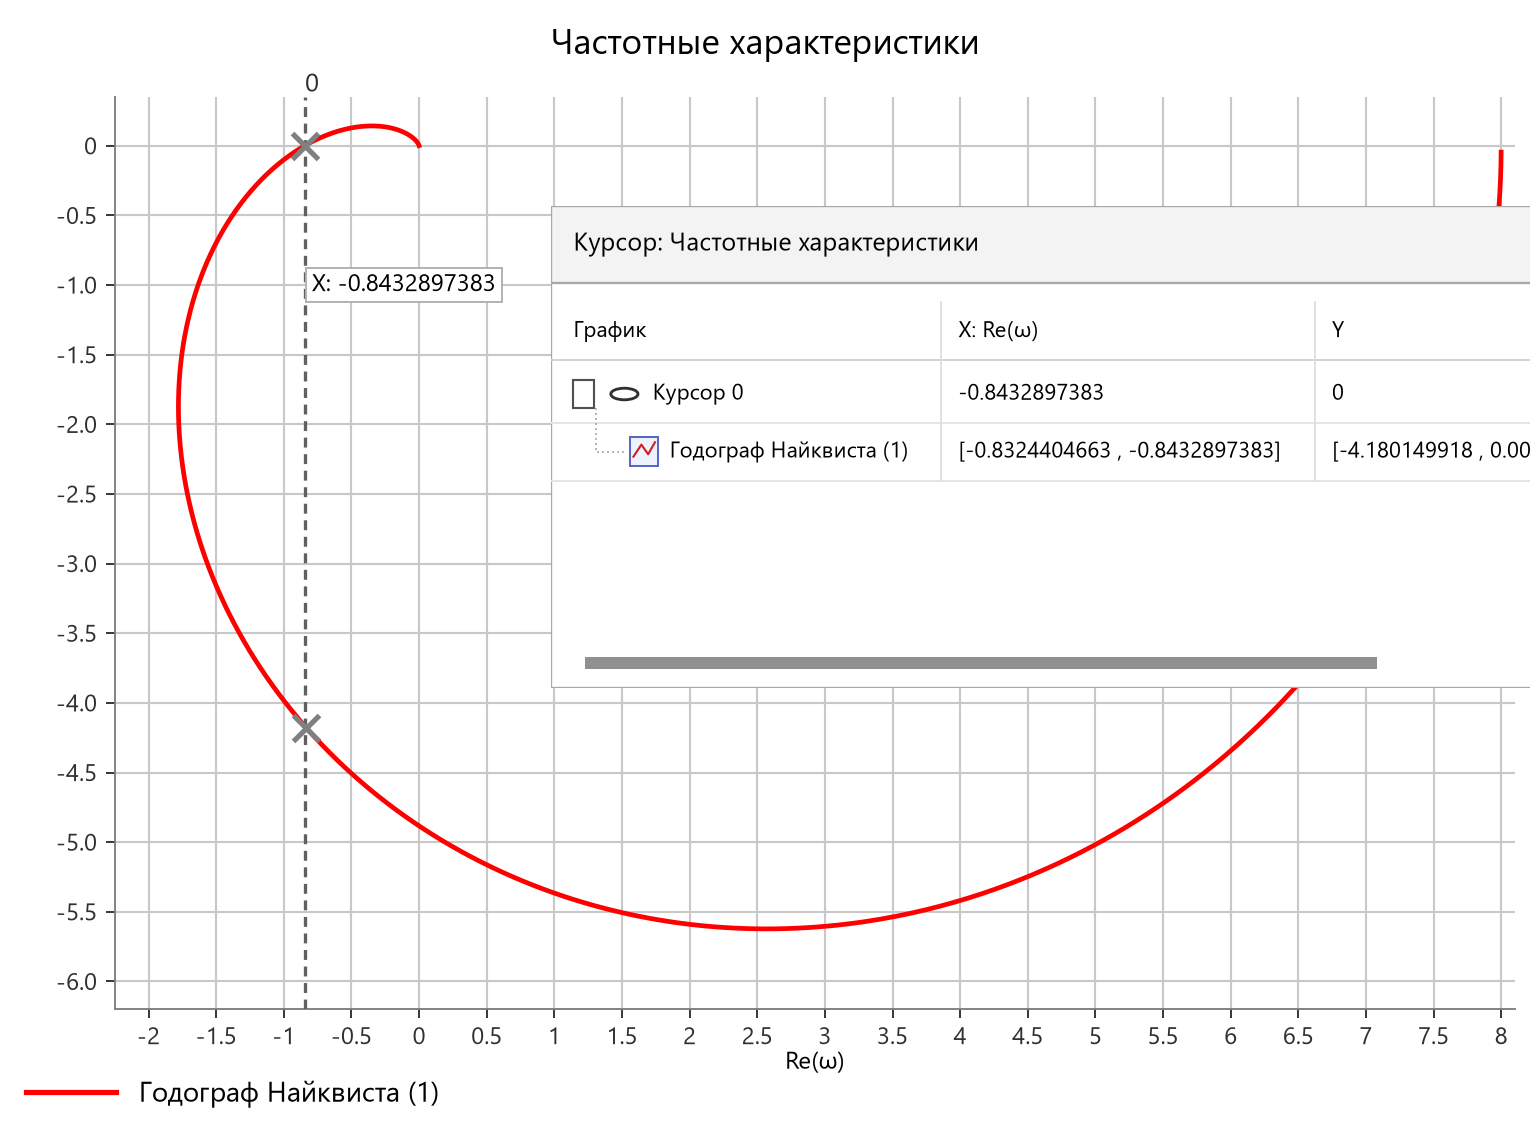 Частотные характеристики
0
0
-0.5
-1.0
-1.5
-2.0
-2.5
-3.0
-3.5
-4.0
-4.5
-5.0
-5.5
-6.0
X: -0.8432897383
Курсор: Частотные характеристики
График X: Re(ω) Y
Курсор 0 -0.8432897383 0
Годограф Найквиста (1) [-0.8324404663 , -0.8432897383] [-4.180149918 , 0.00
-2 -1.5 -1 -0.5 0 0.5 1 1.5 2 2.5 3 3.5 4 4.5 5 5.5 6 6.5 7 7.5 8
Re(ω)
Годограф Найквиста (1)